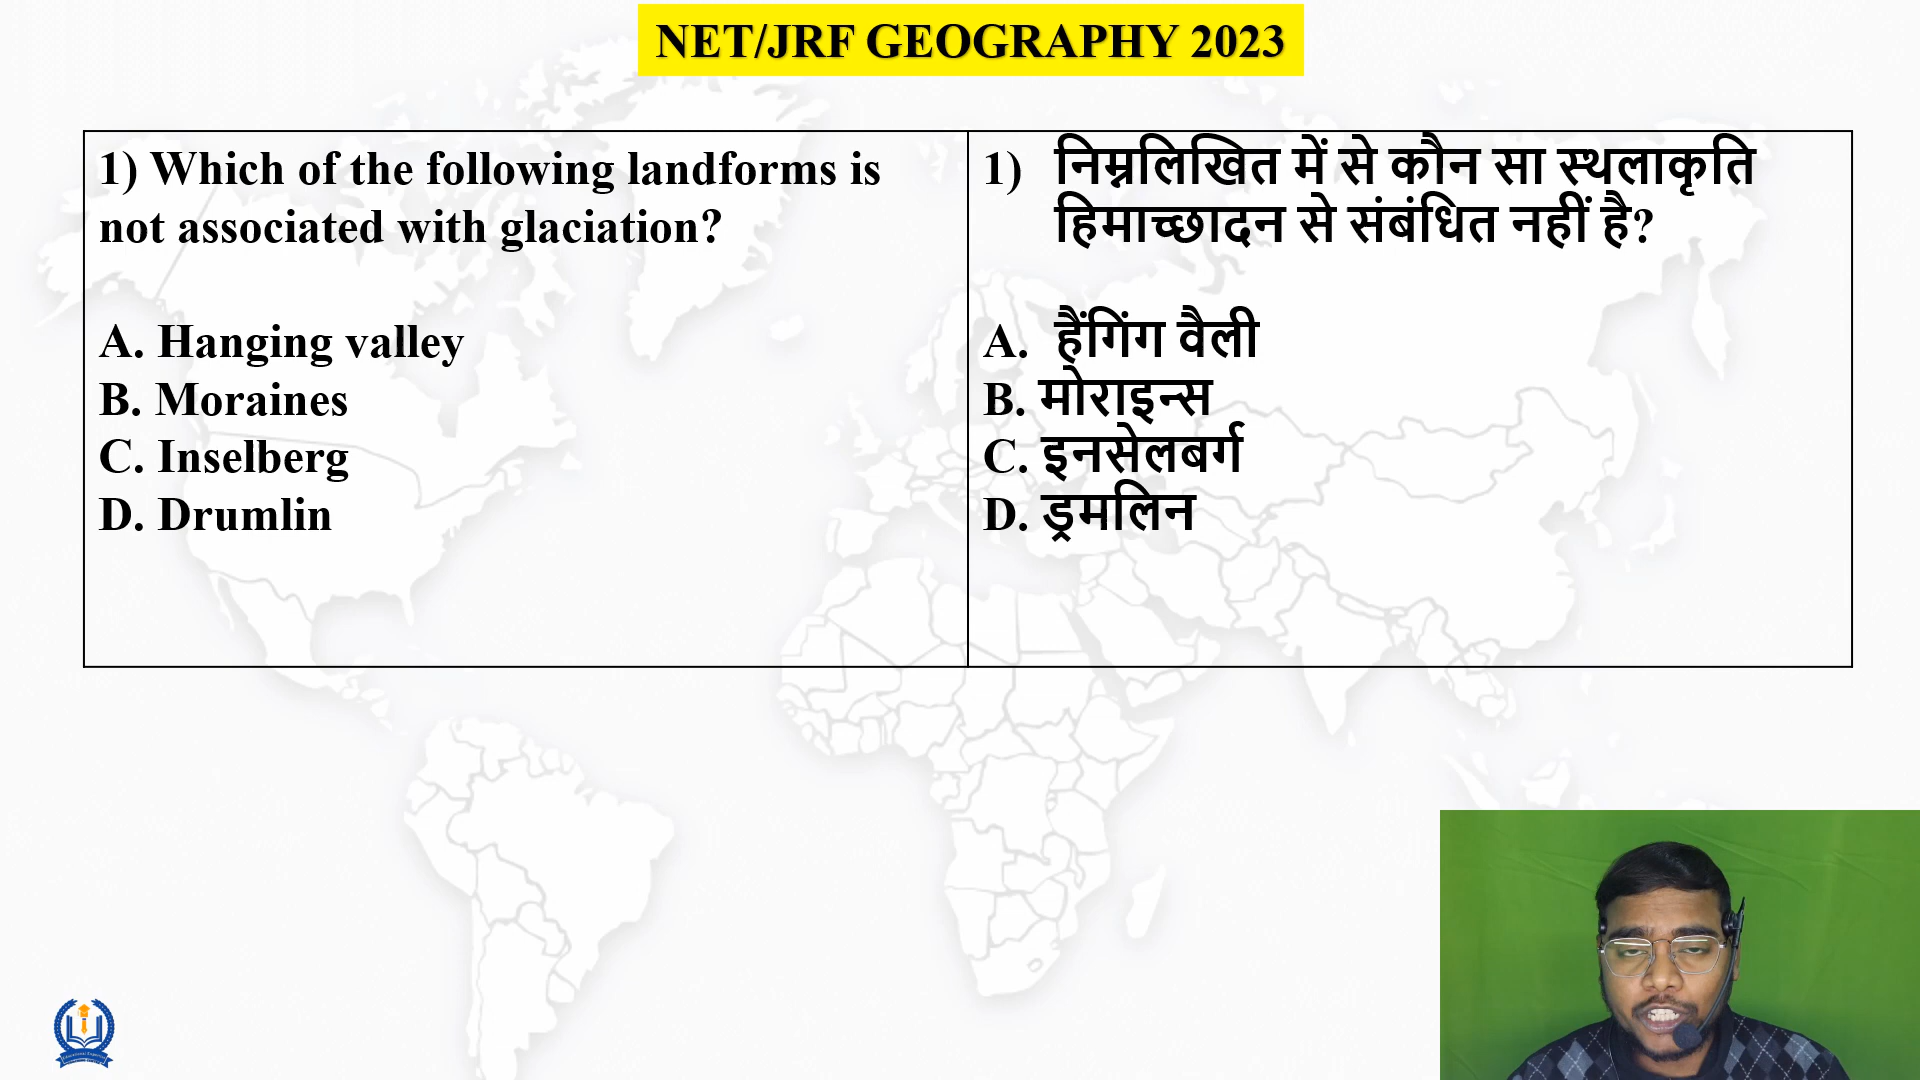 NET/JRF GEOGRAPHY 2023
1) Which of the following landforms is
not associated with glaciation?
A. Hanging valley
B. Moraines
C. Inselberg
D. Drumlin
1) निम्नलिखित में से कौन सा स्थलाकृति
हिमाच्छादन से संबंधित नहीं है?
A. हैंगिंग वैली
B. मोराइन्स
C. इनसेलबर्ग
D. ड्रमलिन